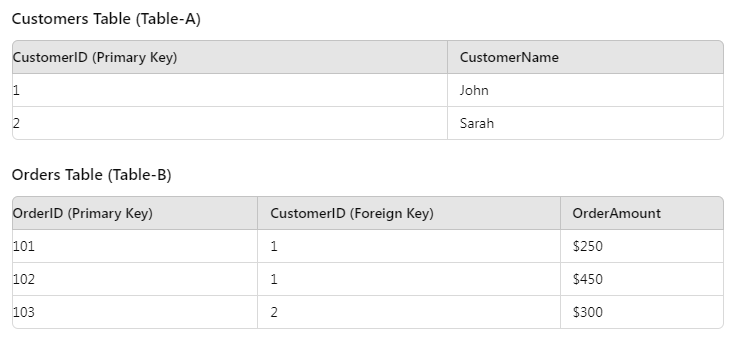 Customers Table (Table-A)
CustomerID (Primary Key) CustomerName
1 John
2 Sarah
Orders Table (Table-B)
OrderID (Primary Key) CustomerID (Foreign Key) OrderAmount
101 1 $250
102 1 $450
103 2 $300